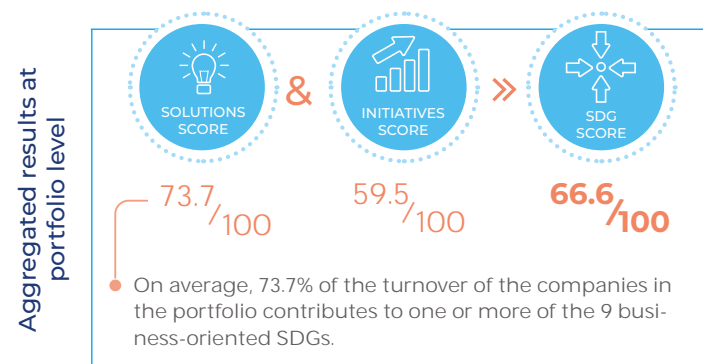 Aggregated results at
portfolio level
SOLUTIONS
SCORE
&
INITIATIVES
SCORE
»
SDG
SCORE
73.7/100
59.5/100
66.6/100
On average, 73.7% of the turnover of the companies in
the portfolio contributes to one or more of the 9 busi-
ness-oriented SDGs.